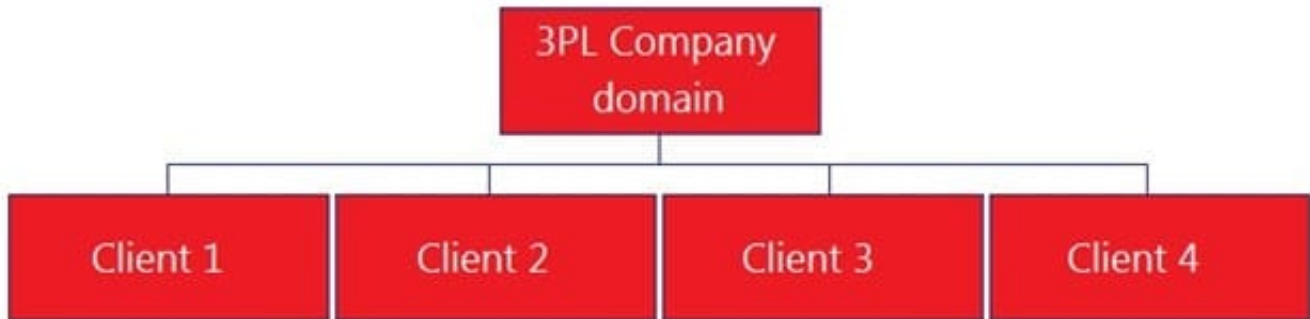 3PL Company
domain
Client 1
Client 2
Client 3
Client 4